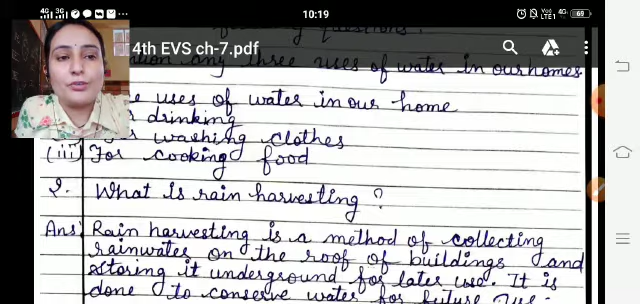 10:19
69
4th EVS ch-7.pdf
any three uses of water in our homes.
uses of water in our home
drinking
washing clothes
(iii) For cooking food
2. What is rain harvesting ?
Ans: Rain harvesting is a method of collecting
rainwater on the roof of buildings and
storing it underground for later use. It is
done to conserve water for future